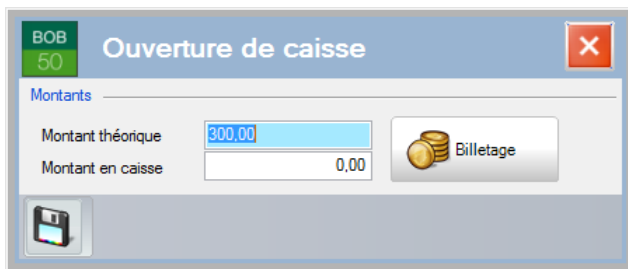 BOB
50
Ouverture de caisse
Montants
Montant théorique 300,00
Montant en caisse 0,00
Billetage